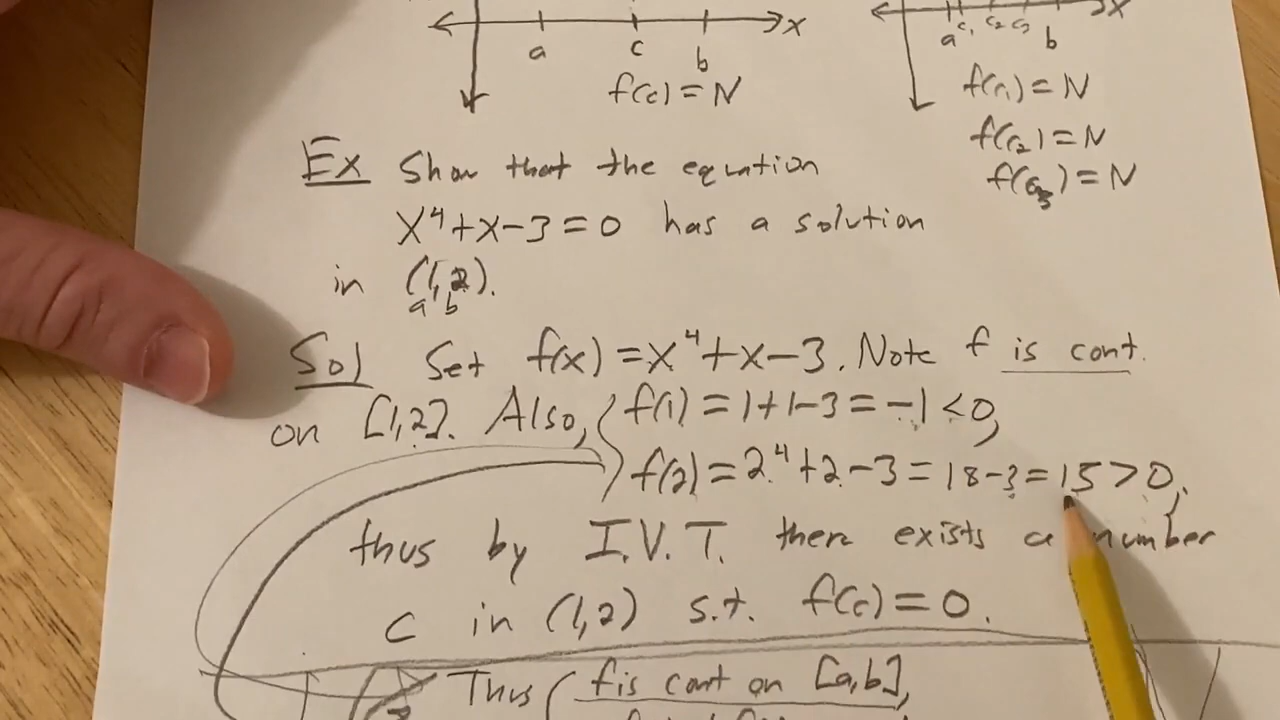 a c b x
f(c) = N
a c₁ c₂ c₃ b x
f(c₁) = N
f(c₂) = N
f(c₃) = N
Ex Show that the equation
x⁴+x-3=0 has a solution
in (1,2).
a b
Sol Set f(x) = x⁴+x-3. Note f is cont.
on [1,2]. Also, f(1) = 1+1-3 = -1 < 0,
f(2) = 2⁴+2-3 = 18-3 = 15 > 0,
thus by I.V.T. there exists a number
c in (1,2) s.t. f(c) = 0.
Thus f is cont on [a,b],